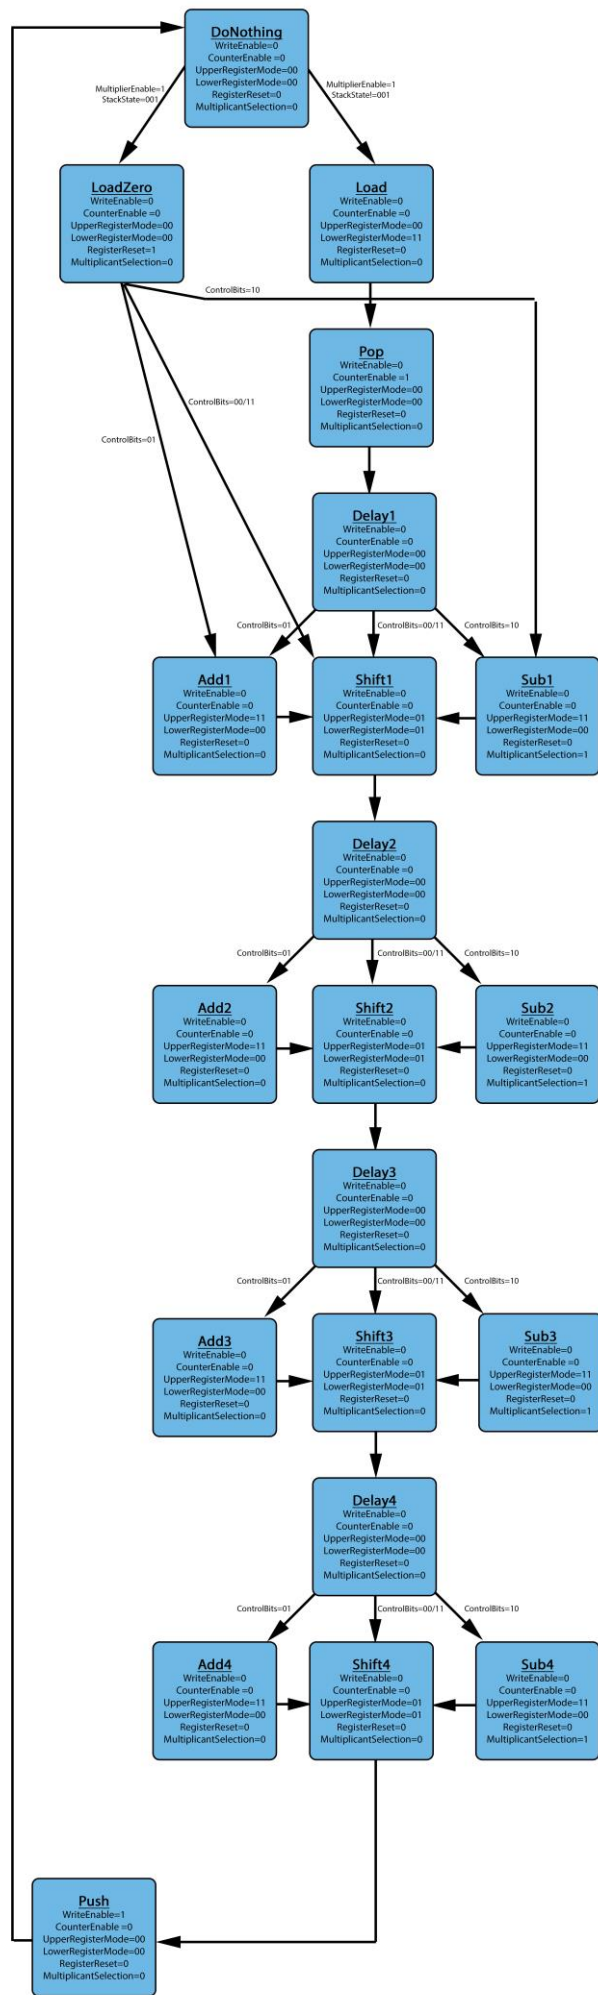 DoNothing
WriteEnable=0
CounterEnable =0
UpperRegisterMode=00
LowerRegisterMode=00
RegisterReset=0
MultiplicantSelection=0
MultiplierEnable=1
StackState=001
MultiplierEnable=1
StackState!=001
LoadZero
WriteEnable=0
CounterEnable =0
UpperRegisterMode=00
LowerRegisterMode=00
RegisterReset=1
MultiplicantSelection=0
Load
WriteEnable=0
CounterEnable =0
UpperRegisterMode=00
LowerRegisterMode=11
RegisterReset=0
MultiplicantSelection=0
ControlBits=10
Pop
WriteEnable=0
CounterEnable =1
UpperRegisterMode=00
LowerRegisterMode=00
RegisterReset=0
MultiplicantSelection=0
ControlBits=00/11
ControlBits=01
Delay1
WriteEnable=0
CounterEnable =0
UpperRegisterMode=00
LowerRegisterMode=00
RegisterReset=0
MultiplicantSelection=0
ControlBits=01
ControlBits=00/11
ControlBits=10
Add1
WriteEnable=0
CounterEnable =0
UpperRegisterMode=11
LowerRegisterMode=00
RegisterReset=0
MultiplicantSelection=0
Shift1
WriteEnable=0
CounterEnable =0
UpperRegisterMode=01
LowerRegisterMode=01
RegisterReset=0
MultiplicantSelection=0
Sub1
WriteEnable=0
CounterEnable =0
UpperRegisterMode=11
LowerRegisterMode=00
RegisterReset=0
MultiplicantSelection=1
Delay2
WriteEnable=0
CounterEnable =0
UpperRegisterMode=00
LowerRegisterMode=00
RegisterReset=0
MultiplicantSelection=0
ControlBits=01
ControlBits=00/11
ControlBits=10
Add2
WriteEnable=0
CounterEnable =0
UpperRegisterMode=11
LowerRegisterMode=00
RegisterReset=0
MultiplicantSelection=0
Shift2
WriteEnable=0
CounterEnable =0
UpperRegisterMode=01
LowerRegisterMode=01
RegisterReset=0
MultiplicantSelection=0
Sub2
WriteEnable=0
CounterEnable =0
UpperRegisterMode=11
LowerRegisterMode=00
RegisterReset=0
MultiplicantSelection=1
Delay3
WriteEnable=0
CounterEnable =0
UpperRegisterMode=00
LowerRegisterMode=00
RegisterReset=0
MultiplicantSelection=0
ControlBits=01
ControlBits=00/11
ControlBits=10
Add3
WriteEnable=0
CounterEnable =0
UpperRegisterMode=11
LowerRegisterMode=00
RegisterReset=0
MultiplicantSelection=0
Shift3
WriteEnable=0
CounterEnable =0
UpperRegisterMode=01
LowerRegisterMode=01
RegisterReset=0
MultiplicantSelection=0
Sub3
WriteEnable=0
CounterEnable =0
UpperRegisterMode=11
LowerRegisterMode=00
RegisterReset=0
MultiplicantSelection=1
Delay4
WriteEnable=0
CounterEnable =0
UpperRegisterMode=00
LowerRegisterMode=00
RegisterReset=0
MultiplicantSelection=0
ControlBits=01
ControlBits=00/11
ControlBits=10
Add4
WriteEnable=0
CounterEnable =0
UpperRegisterMode=11
LowerRegisterMode=00
RegisterReset=0
MultiplicantSelection=0
Shift4
WriteEnable=0
CounterEnable =0
UpperRegisterMode=01
LowerRegisterMode=01
RegisterReset=0
MultiplicantSelection=0
Sub4
WriteEnable=0
CounterEnable =0
UpperRegisterMode=11
LowerRegisterMode=00
RegisterReset=0
MultiplicantSelection=1
Push
WriteEnable=1
CounterEnable =0
UpperRegisterMode=00
LowerRegisterMode=00
RegisterReset=0
MultiplicantSelection=0